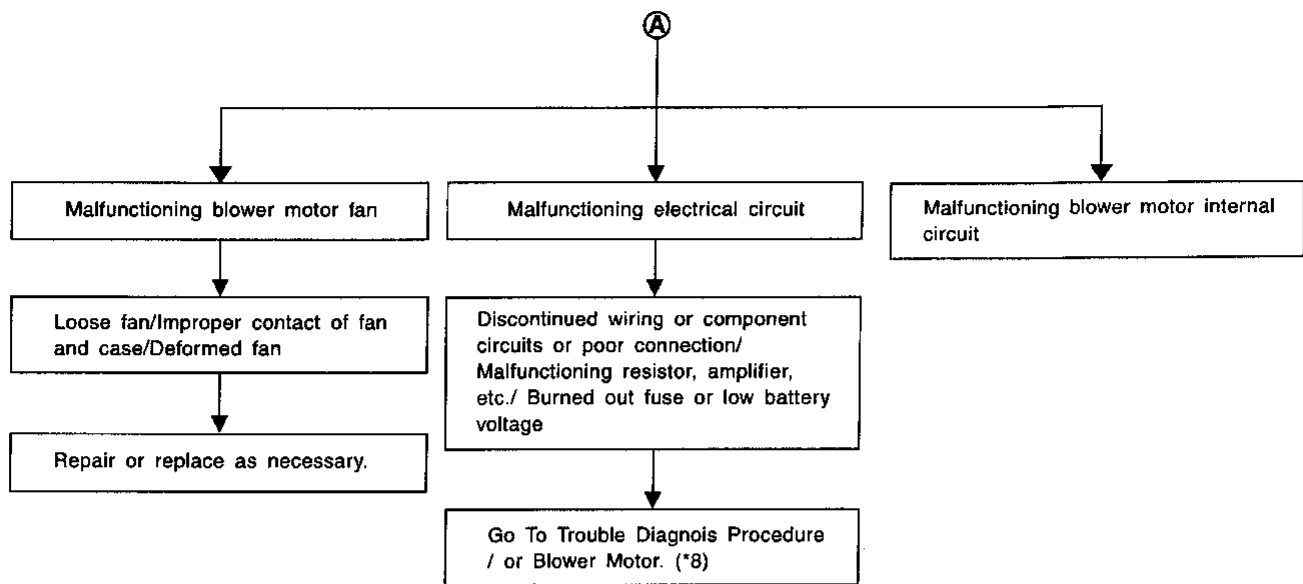 A
Malfunctioning blower motor fan
Loose fan/Improper contact of fan
and case/Deformed fan
Repair or replace as necessary.
Malfunctioning electrical circuit
Discontinued wiring or component
circuits or poor connection/
Malfunctioning resistor, amplifier,
etc./ Burned out fuse or low battery
voltage
Go To Trouble Diagnois Procedure
/ or Blower Motor. (*8)
Malfunctioning blower motor internal
circuit